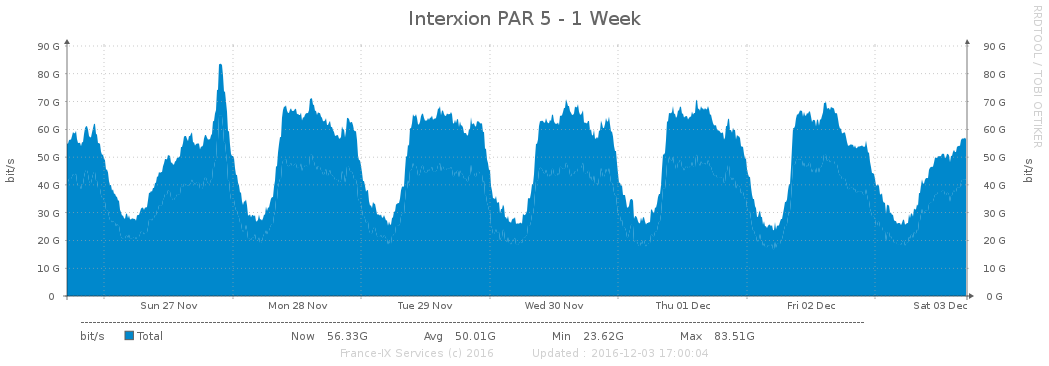 Interxion PAR 5 - 1 Week
RRDTOOL / TOBI OETIKER
bit/s
90 G 90 G
80 G 80 G
70 G 70 G
60 G 60 G
50 G 50 G
40 G 40 G
30 G 30 G
20 G 20 G
10 G 10 G
0 0 G
bit/s
Sun 27 Nov Mon 28 Nov Tue 29 Nov Wed 30 Nov Thu 01 Dec Fri 02 Dec Sat 03 Dec
bit/s Total Now 56.33G Avg 50.01G Min 23.62G Max 83.51G
France-IX Services (c) 2016 Updated : 2016-12-03 17:00:04